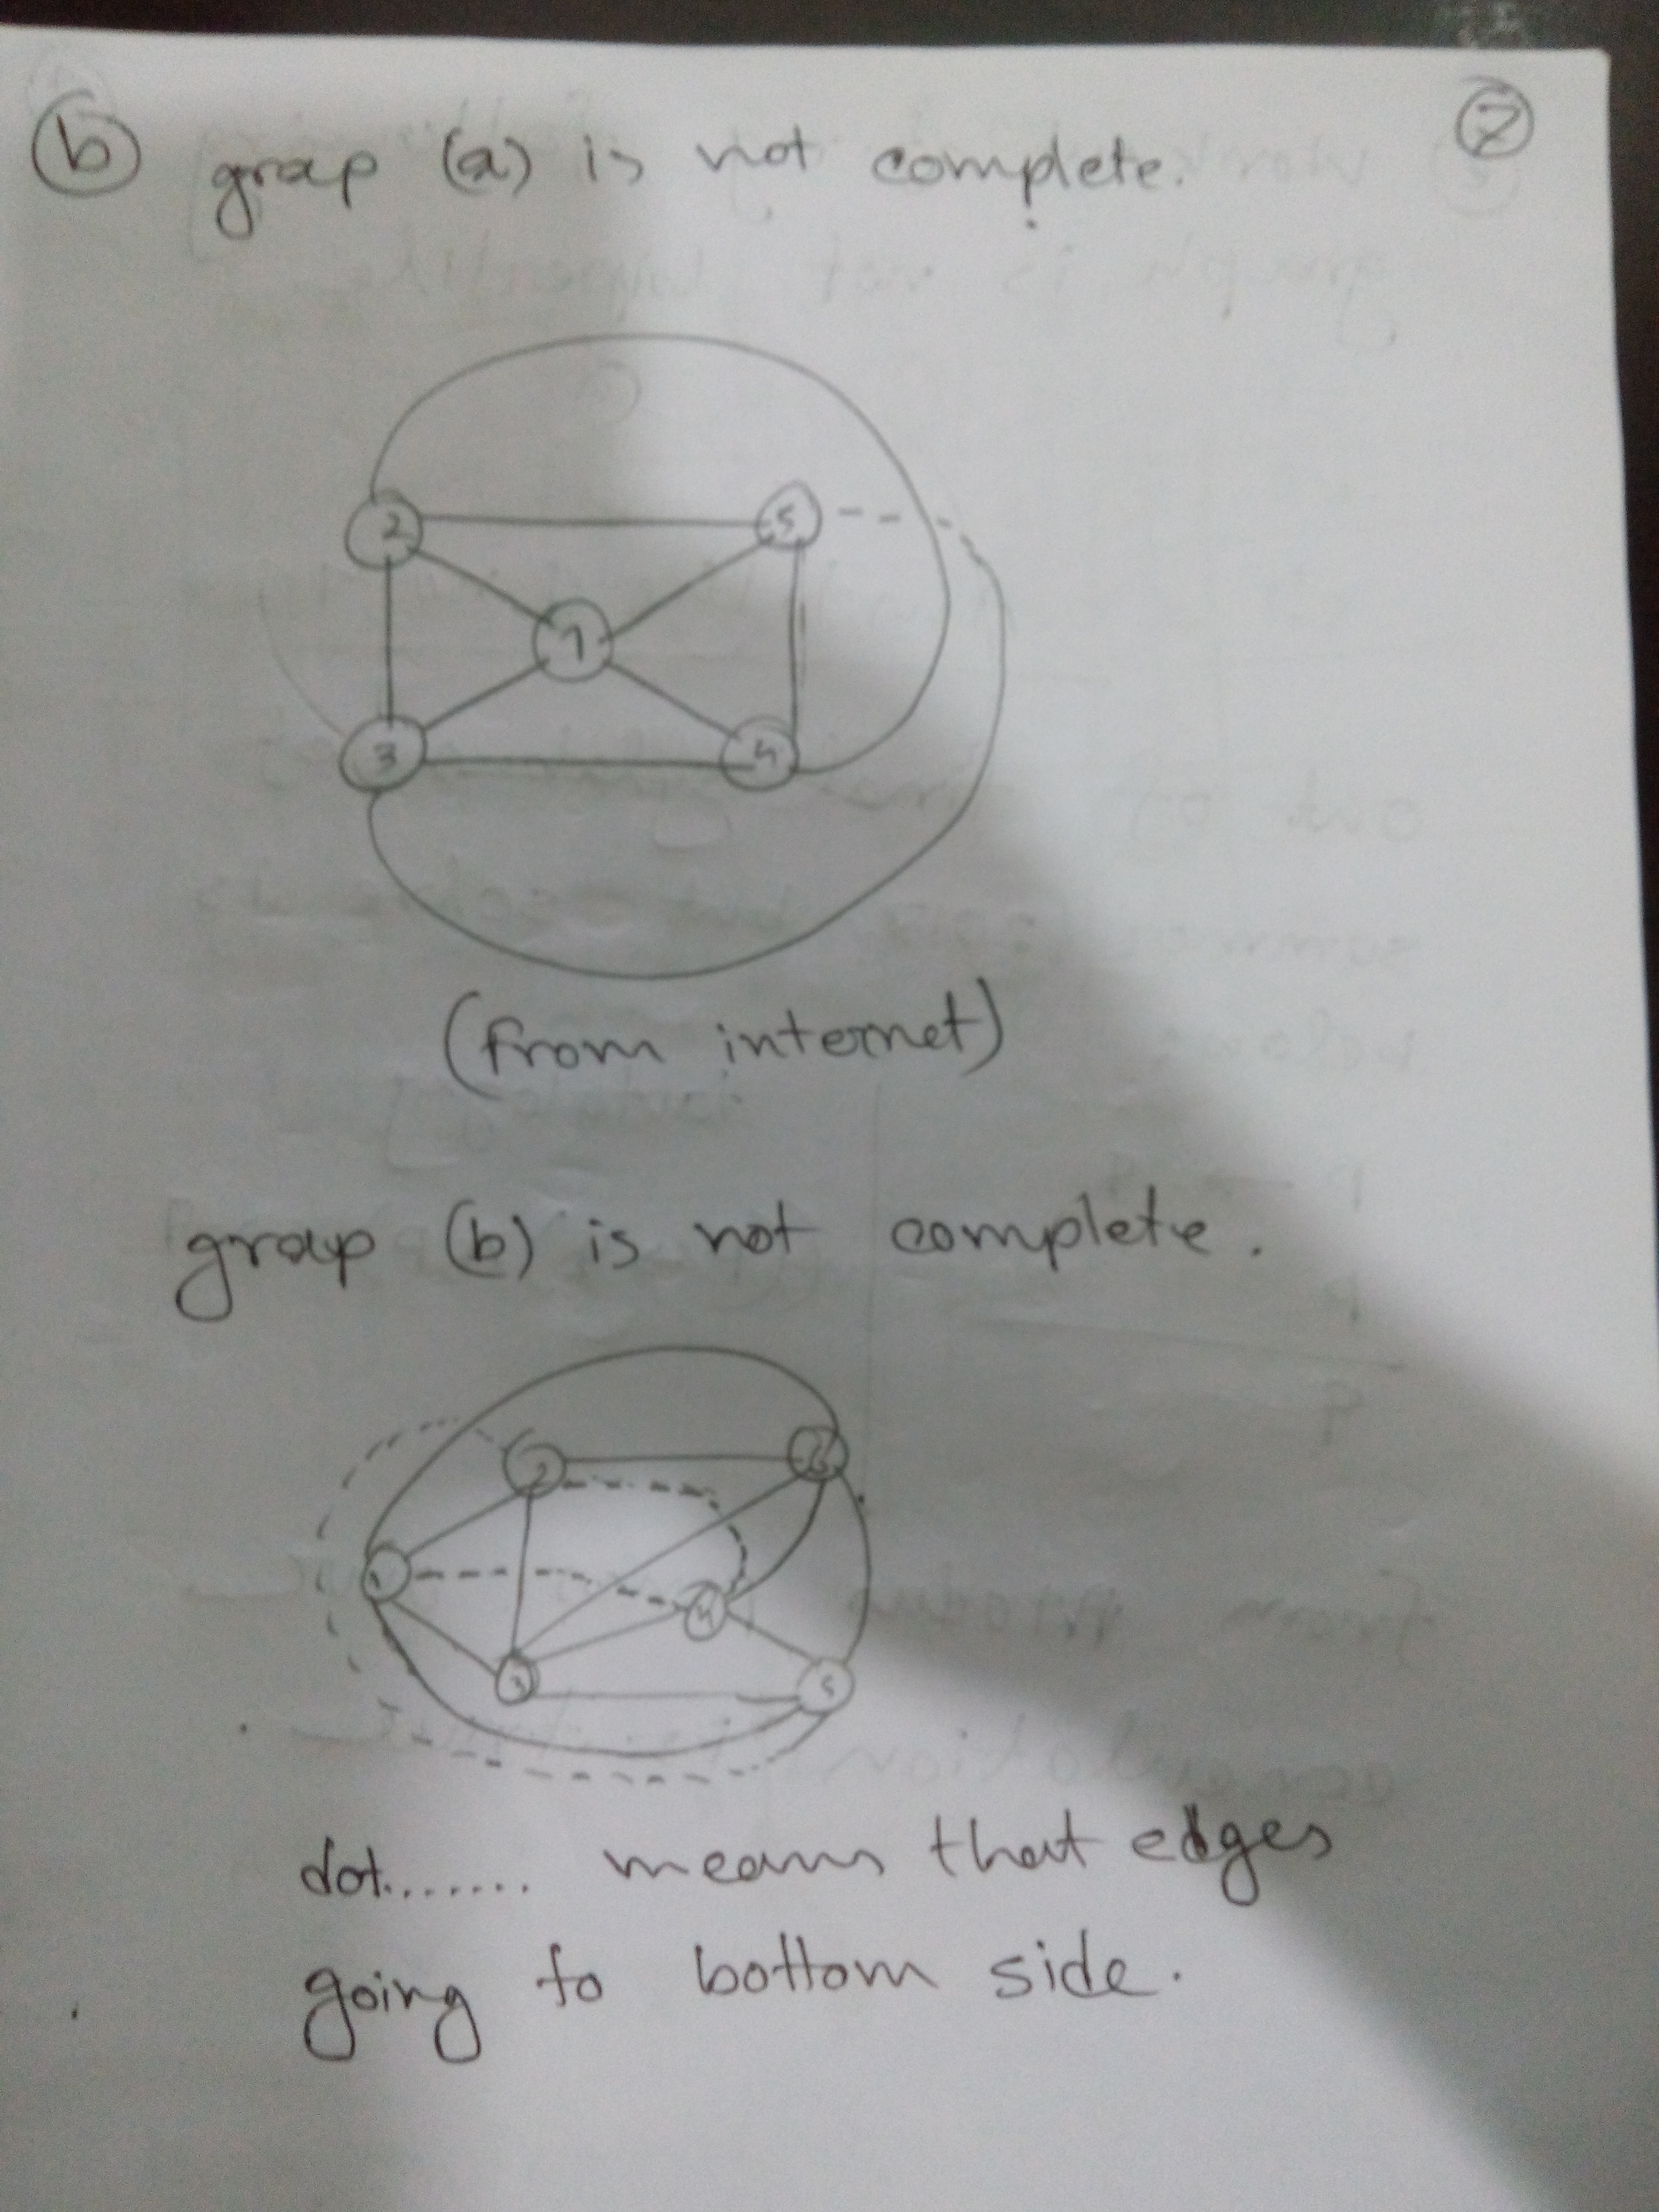 b grap (a) is not complete. 2
2 5
1
3 4
(from internet)
grap (b) is not complete.
2
1
4
3 5
dot........ means that edges
going to bottom side.